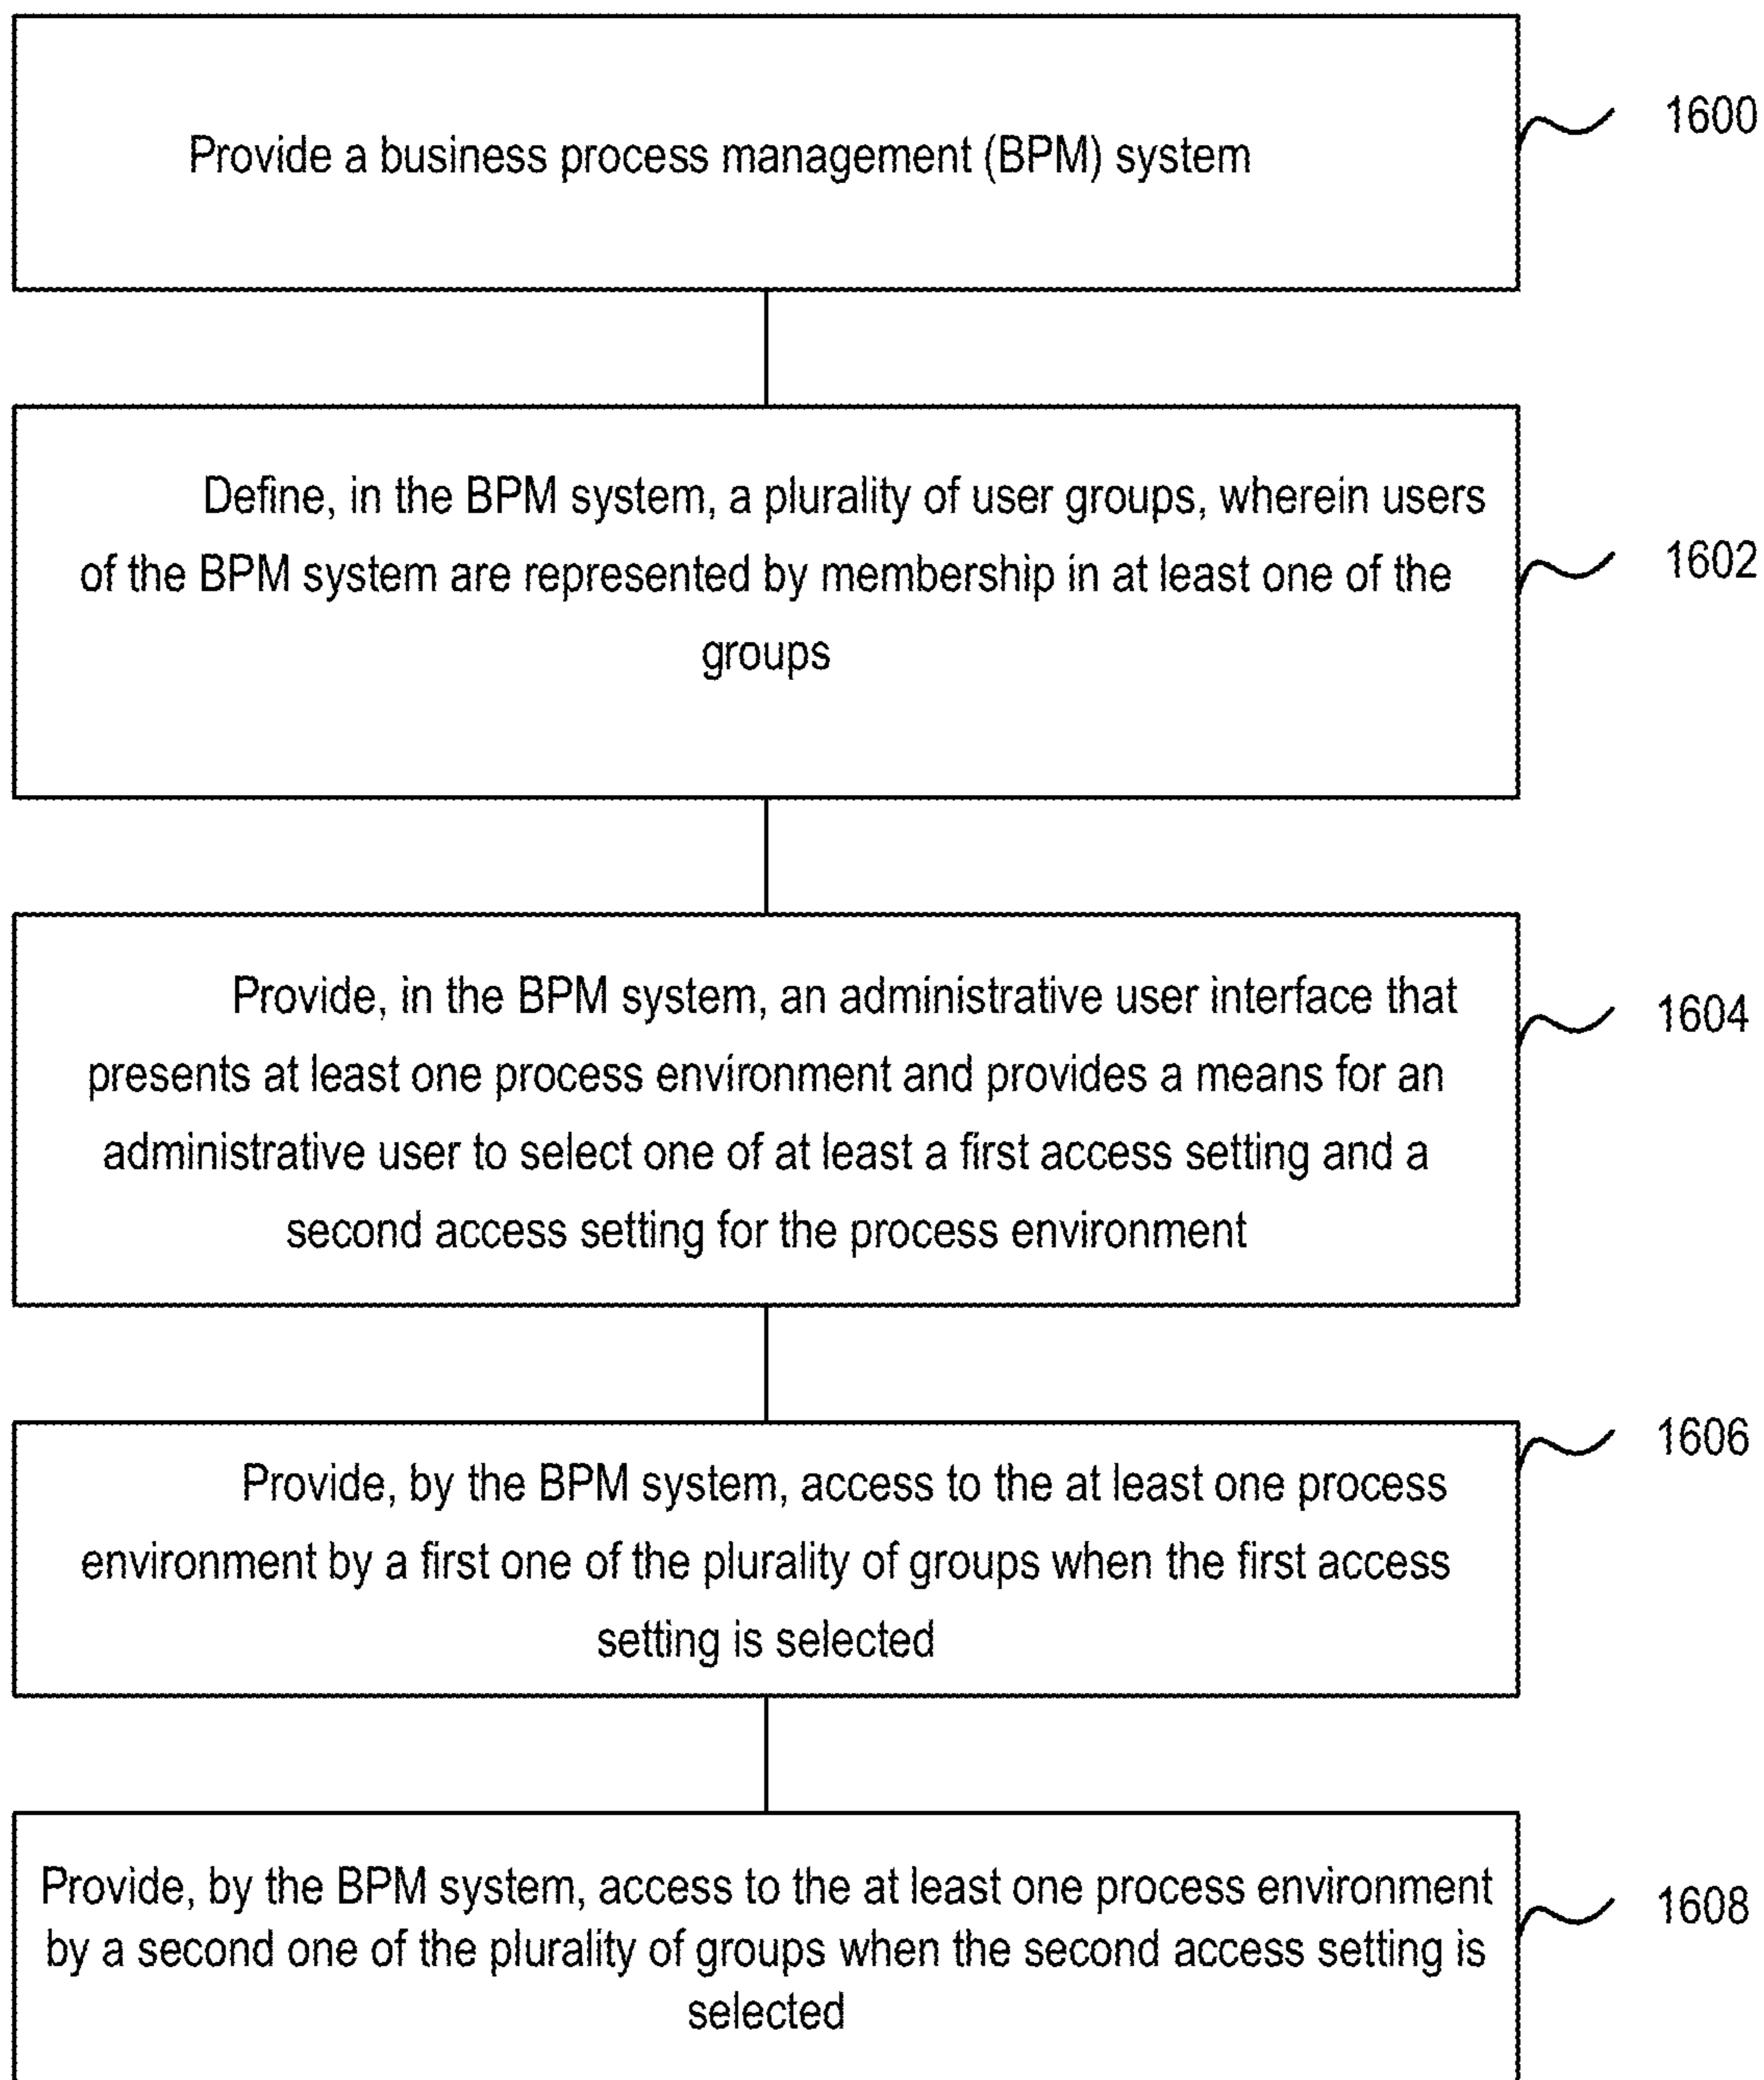 Provide a business process management (BPM) system
1600
Define, in the BPM system, a plurality of user groups, wherein users
of the BPM system are represented by membership in at least one of the
groups
1602
Provide, in the BPM system, an administrative user interface that
presents at least one process environment and provides a means for an
administrative user to select one of at least a first access setting and a
second access setting for the process environment
1604
Provide, by the BPM system, access to the at least one process
environment by a first one of the plurality of groups when the first access
setting is selected
1606
Provide, by the BPM system, access to the at least one process environment
by a second one of the plurality of groups when the second access setting is
selected
1608